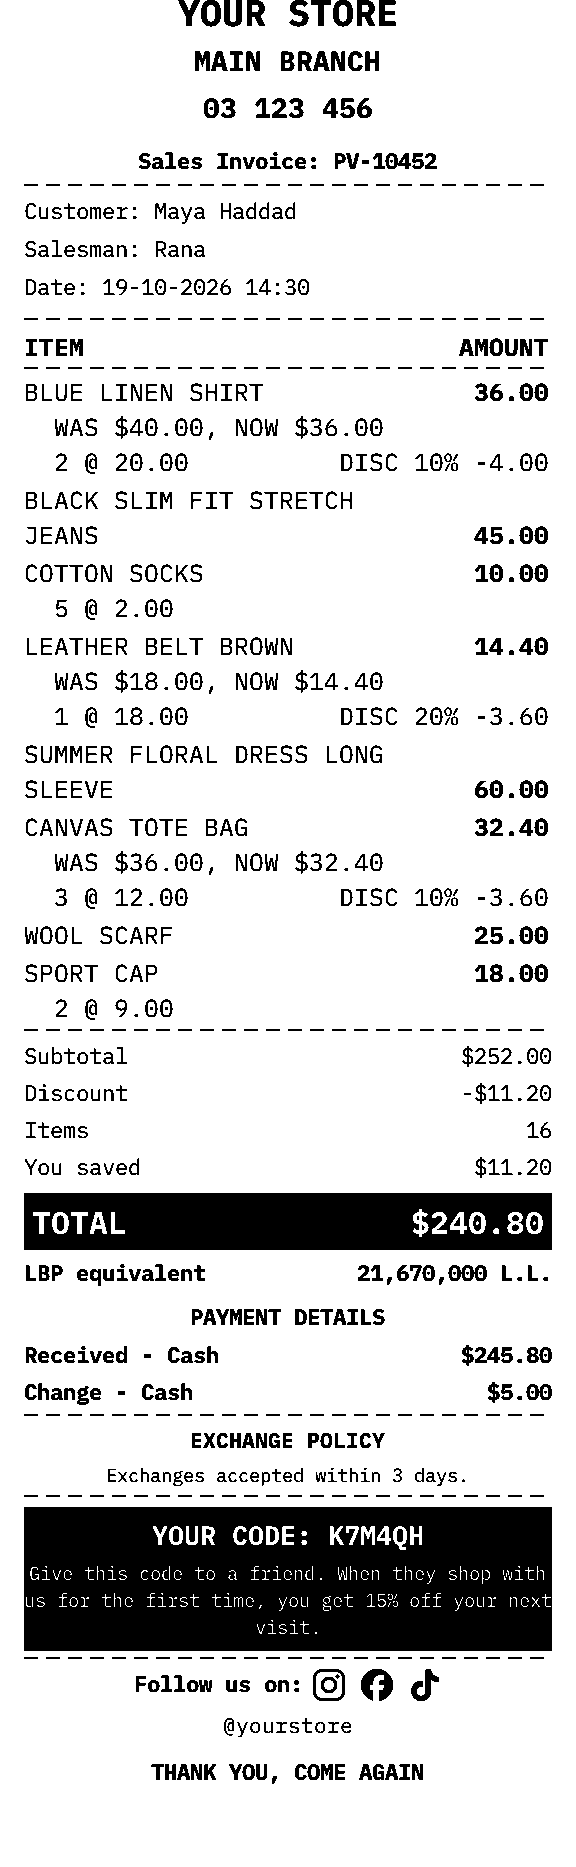 YOUR STORE
MAIN BRANCH
03 123 456
Sales Invoice: PV-10452
Customer: Maya Haddad
Salesman: Rana
Date: 19-10-2026 14:30
ITEM AMOUNT
BLUE LINEN SHIRT 36.00
WAS $40.00, NOW $36.00
2 @ 20.00 DISC 10% -4.00
BLACK SLIM FIT STRETCH
JEANS 45.00
COTTON SOCKS 10.00
5 @ 2.00
LEATHER BELT BROWN 14.40
WAS $18.00, NOW $14.40
1 @ 18.00 DISC 20% -3.60
SUMMER FLORAL DRESS LONG
SLEEVE 60.00
CANVAS TOTE BAG 32.40
WAS $36.00, NOW $32.40
3 @ 12.00 DISC 10% -3.60
WOOL SCARF 25.00
SPORT CAP 18.00
2 @ 9.00
Subtotal $252.00
Discount -$11.20
Items 16
You saved $11.20
TOTAL $240.80
LBP equivalent 21,670,000 L.L.
PAYMENT DETAILS
Received - Cash $245.80
Change - Cash $5.00
EXCHANGE POLICY
Exchanges accepted within 3 days.
YOUR CODE: K7M4QH
Give this code to a friend. When they shop with
us for the first time, you get 15% off your next
visit.
Follow us on:
@yourstore
THANK YOU, COME AGAIN